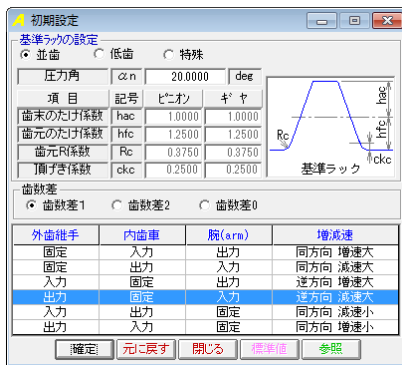 初期設定
基準ラックの設定
並歯 低歯 特殊
圧力角 αn 20.0000 deg
項 目 記号 ピニオン ギ ヤ
歯末のたけ係数 hac 1.0000 1.0000
歯元のたけ係数 hfc 1.2500 1.2500
歯元R係数 Rc 0.3750 0.3750
頂げき係数 ckc 0.2500 0.2500
hac
hfc
Rc
ckc
基準ラック
歯数差
歯数差1 歯数差2 歯数差0
外歯継手 内歯車 腕(arm) 増減速
固定 入力 出力 同方向 増速大
固定 出力 入力 同方向 減速大
入力 固定 出力 逆方向 増速大
出力 固定 入力 逆方向 減速大
入力 出力 固定 同方向 減速小
出力 入力 固定 同方向 増速小
確定 元に戻す 閉じる 標準値 参照